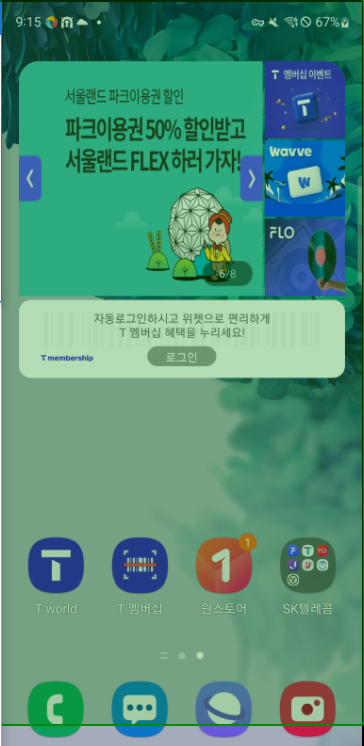 9:15
67%
서울랜드 파크이용권 할인
파크이용권 50% 할인받고
서울랜드 FLEX 하러 가자!
6/8
T 멤버십 이벤트
wavve
W
FLO
자동로그인하시고 위젯으로 편리하게
T 멤버십 혜택을 누리세요!
T membership
로그인
1
T world
T 멤버십
원스토어
SK텔레콤